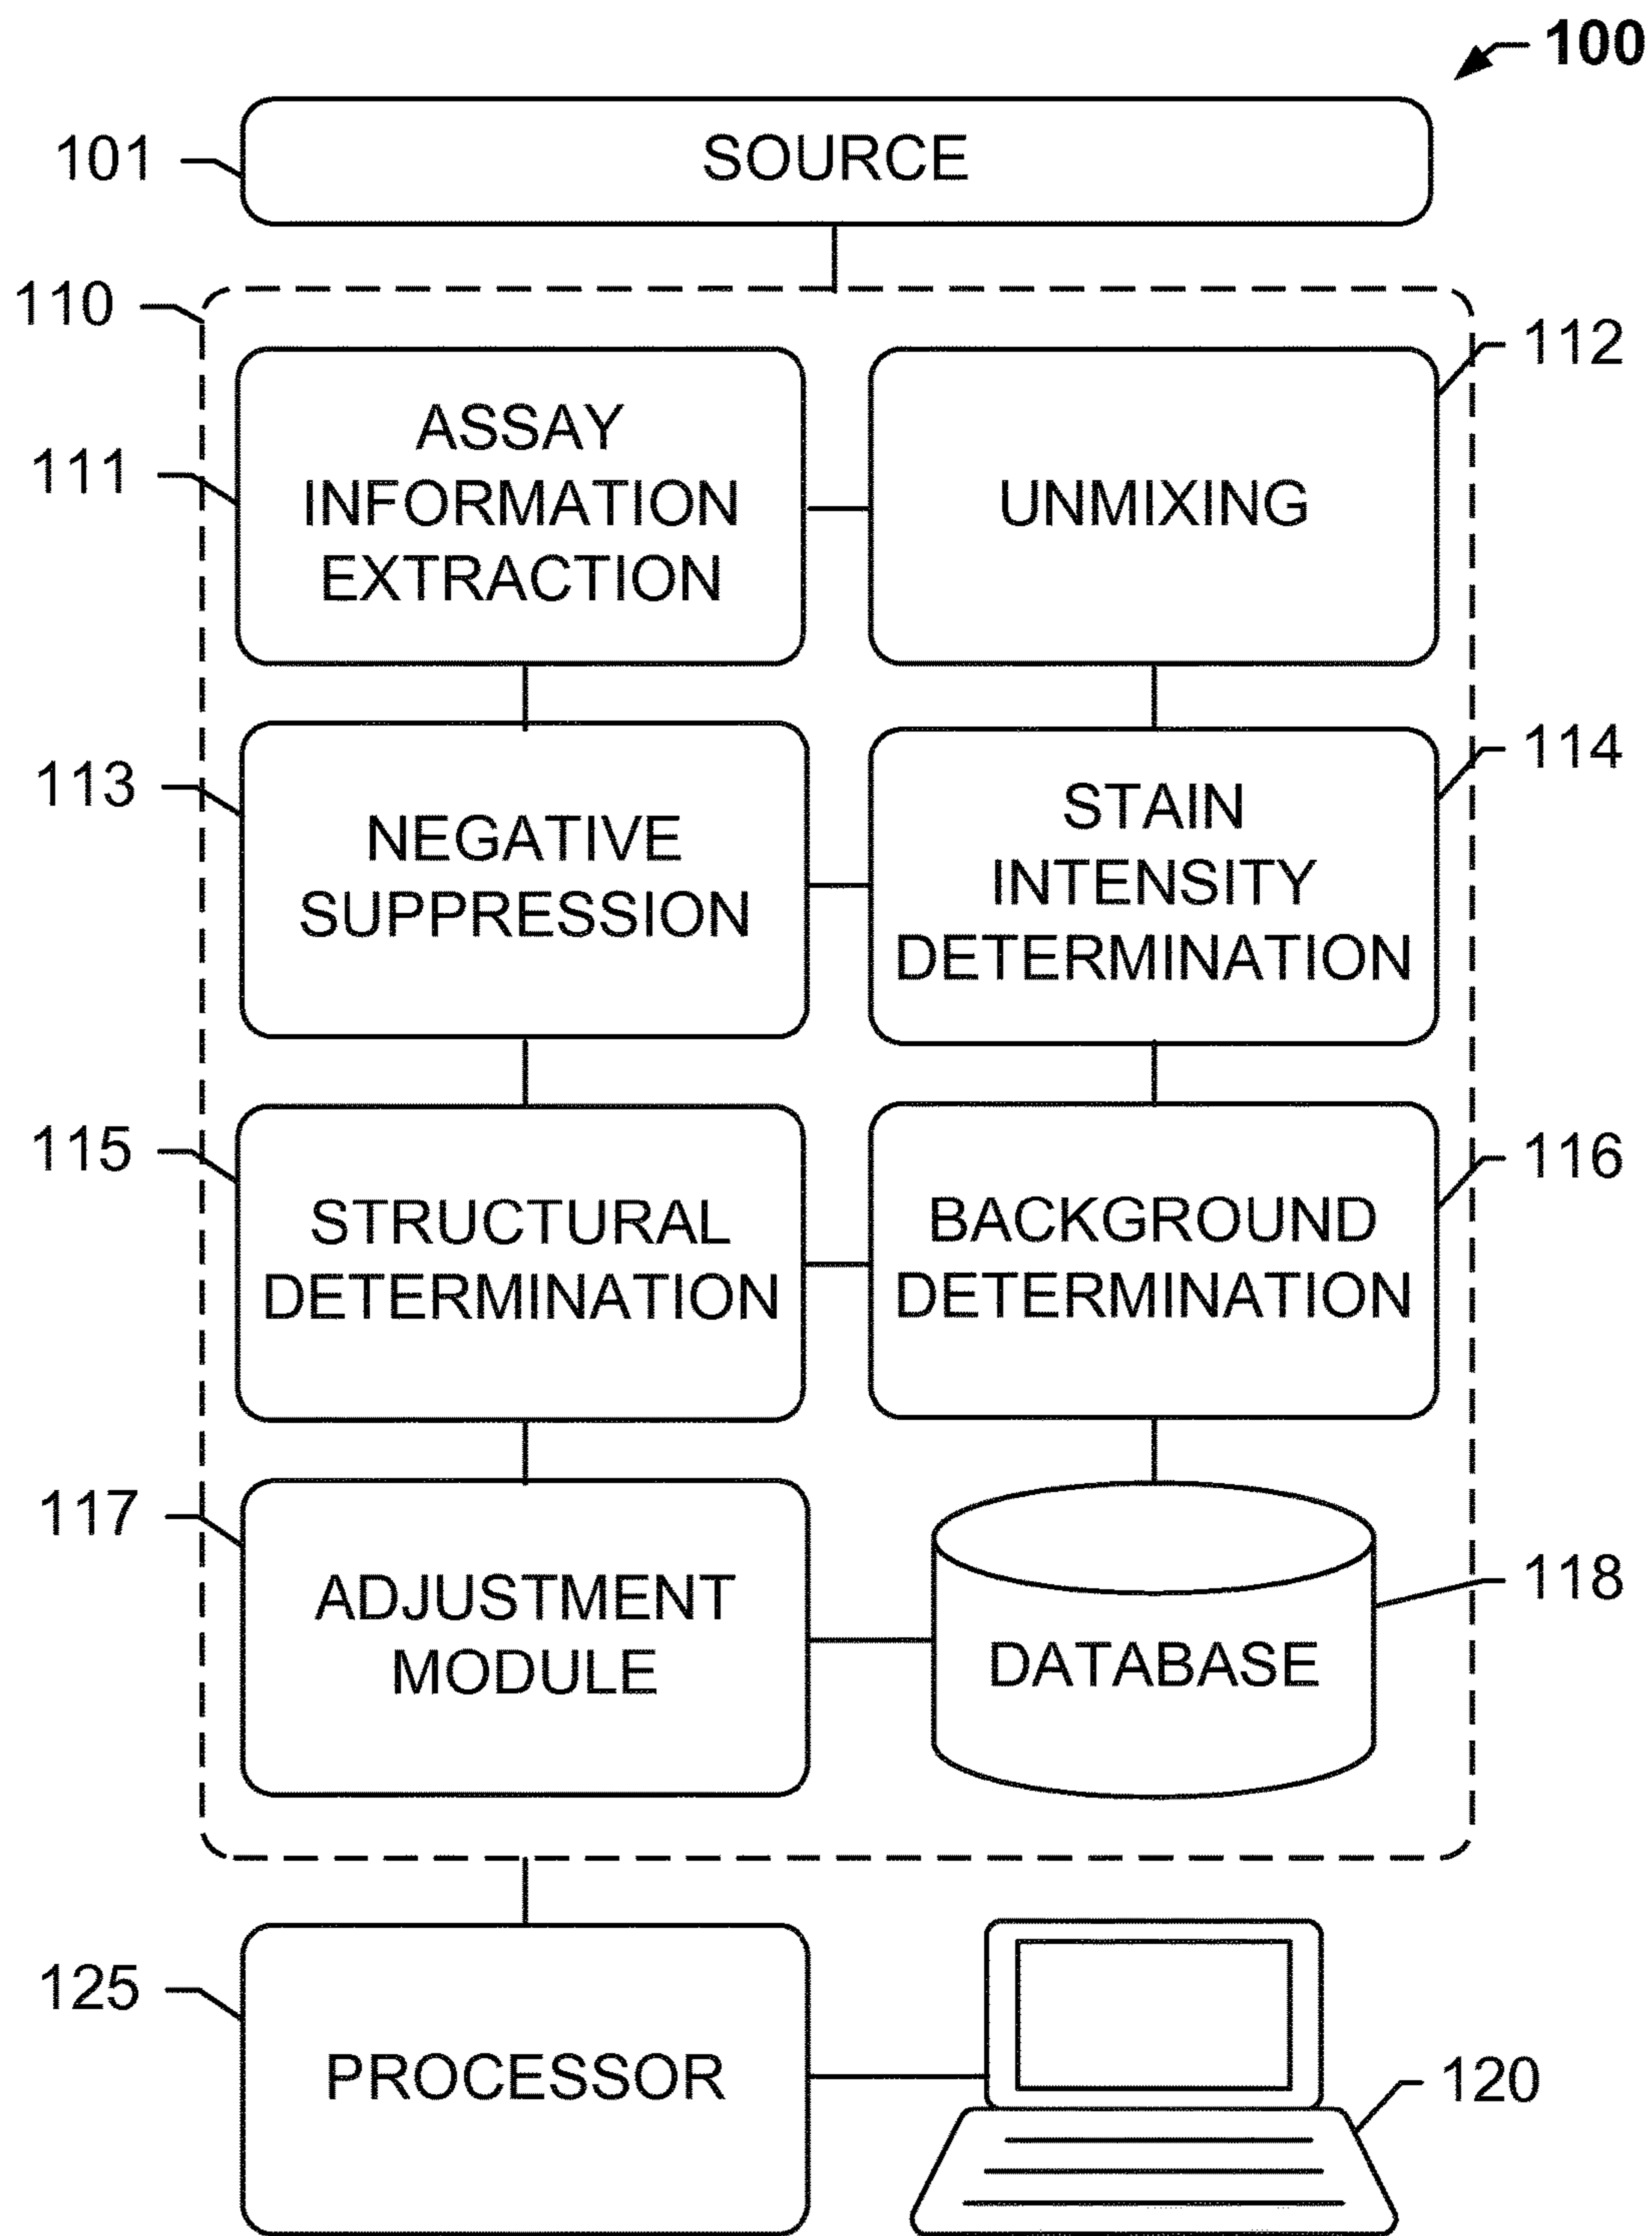 100
101
SOURCE
110
112
111
ASSAY
INFORMATION
EXTRACTION
UNMIXING
113
NEGATIVE
SUPPRESSION
114
STAIN
INTENSITY
DETERMINATION
115
STRUCTURAL
DETERMINATION
116
BACKGROUND
DETERMINATION
117
ADJUSTMENT
MODULE
118
DATABASE
125
PROCESSOR
120